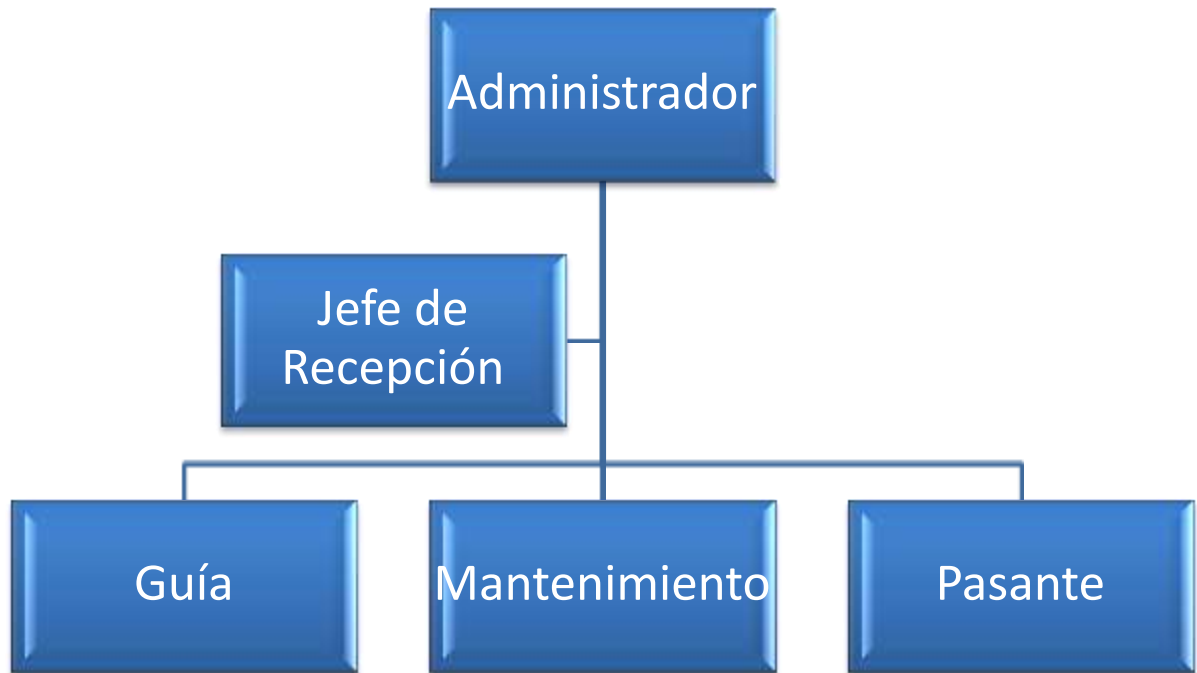 Administrador
Jefe de
Recepción
Guía
Mantenimiento
Pasante